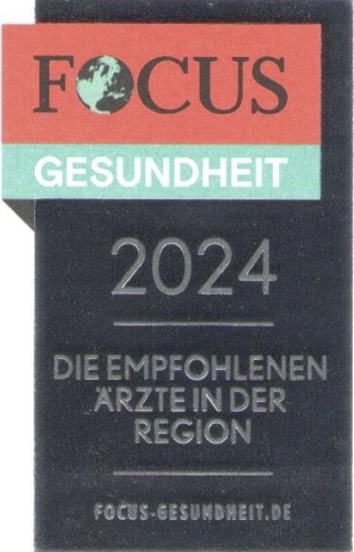 FOCUS
GESUNDHEIT
2024
DIE EMPFOHLENEN
ÄRZTE IN DER
REGION
FOCUS-GESUNDHEIT.DE